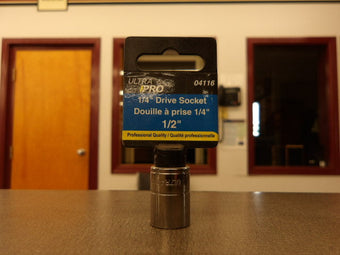 ULTRA
PRO
04116
1/4" Drive Socket
Douille à prise 1/4"
1/2"
Professional Quality / Qualité professionnelle